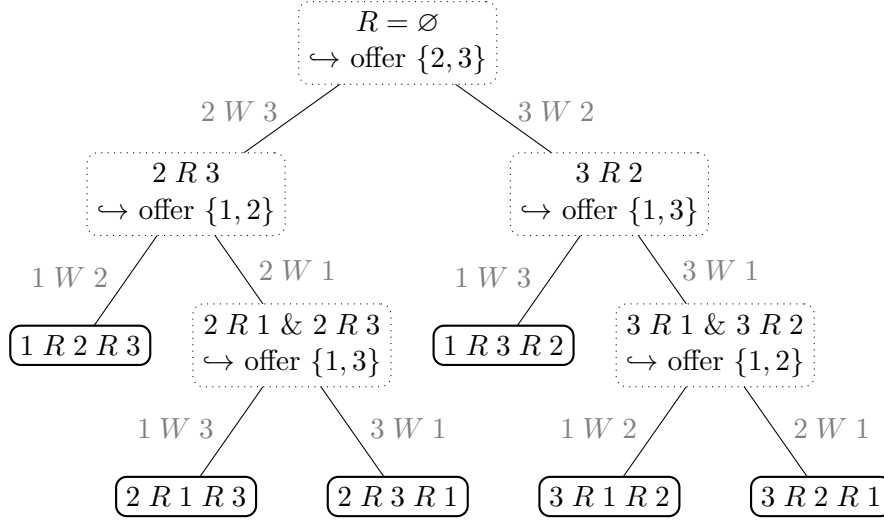 R = ∅
↪ offer {2, 3}
2 W 3
3 W 2
2 R 3
↪ offer {1, 2}
3 R 2
↪ offer {1, 3}
1 W 2
2 W 1
1 W 3
3 W 1
1 R 2 R 3
2 R 1 & 2 R 3
↪ offer {1, 3}
1 R 3 R 2
3 R 1 & 3 R 2
↪ offer {1, 2}
1 W 3
3 W 1
1 W 2
2 W 1
2 R 1 R 3
2 R 3 R 1
3 R 1 R 2
3 R 2 R 1